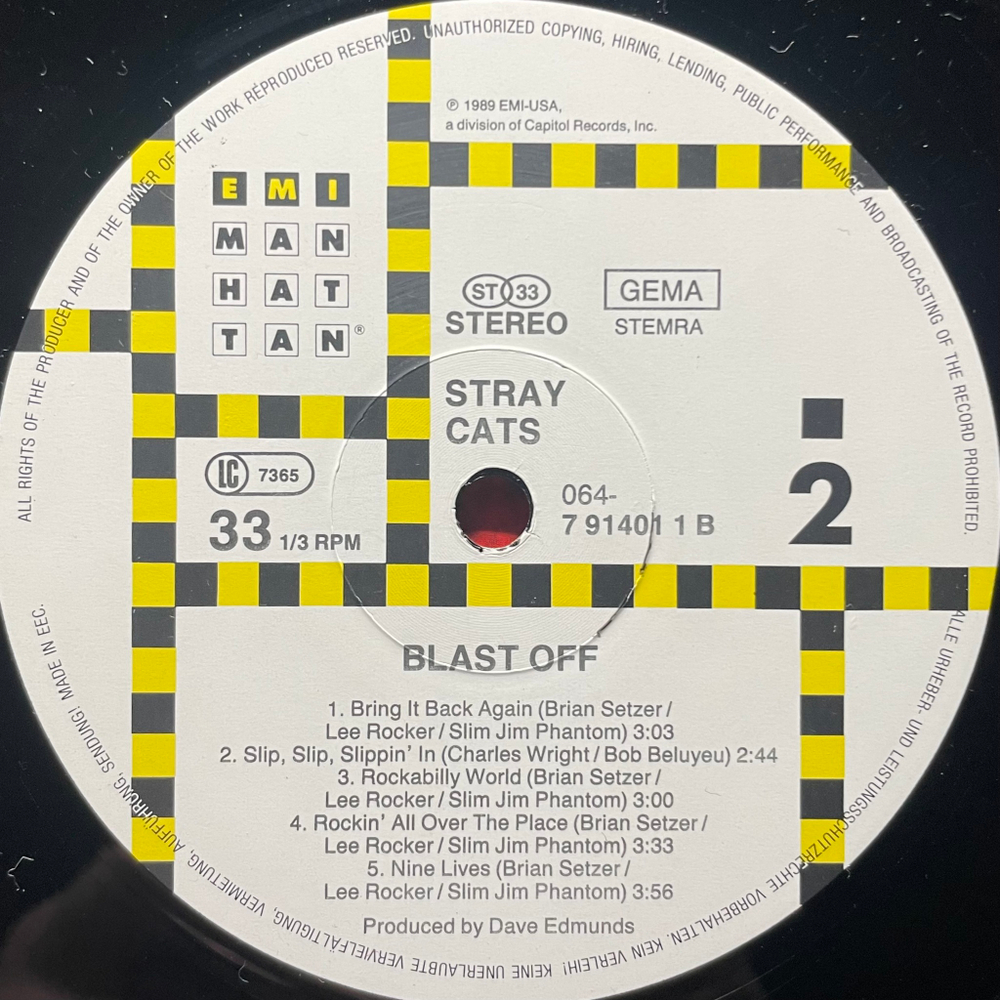 ALL RIGHTS OF THE PRODUCER AND OF THE OWNER OF THE WORK REPRODUCED RESERVED. UNAUTHORIZED COPYING, HIRING, LENDING, PUBLIC PERFORMANCE AND BROADCASTING OF THE RECORD PROHIBITED.
℗ 1989 EMI-USA,
a division of Capitol Records, Inc.
EMI
MAN
HAT
TAN®
ST 33
STEREO
GEMA
STEMRA
STRAY
CATS
LC 7365
33 1/3 RPM
064-
7 91401 1 B
2
BLAST OFF
1. Bring It Back Again (Brian Setzer /
Lee Rocker / Slim Jim Phantom) 3:03
2. Slip, Slip, Slippin' In (Charles Wright / Bob Beluyeu) 2:44
3. Rockabilly World (Brian Setzer /
Lee Rocker / Slim Jim Phantom) 3:00
4. Rockin' All Over The Place (Brian Setzer /
Lee Rocker / Slim Jim Phantom) 3:33
5. Nine Lives (Brian Setzer /
Lee Rocker / Slim Jim Phantom) 3:56
Produced by Dave Edmunds
ALLE URHEBER- UND LEISTUNGSSCHUTZRECHTE VORBEHALTEN. KEIN VERLEIH! KEINE UNERLAUBTE VERVIELFÄLTIGUNG, VERMIETUNG, AUFFÜHRUNG, SENDUNG! MADE IN EEC.